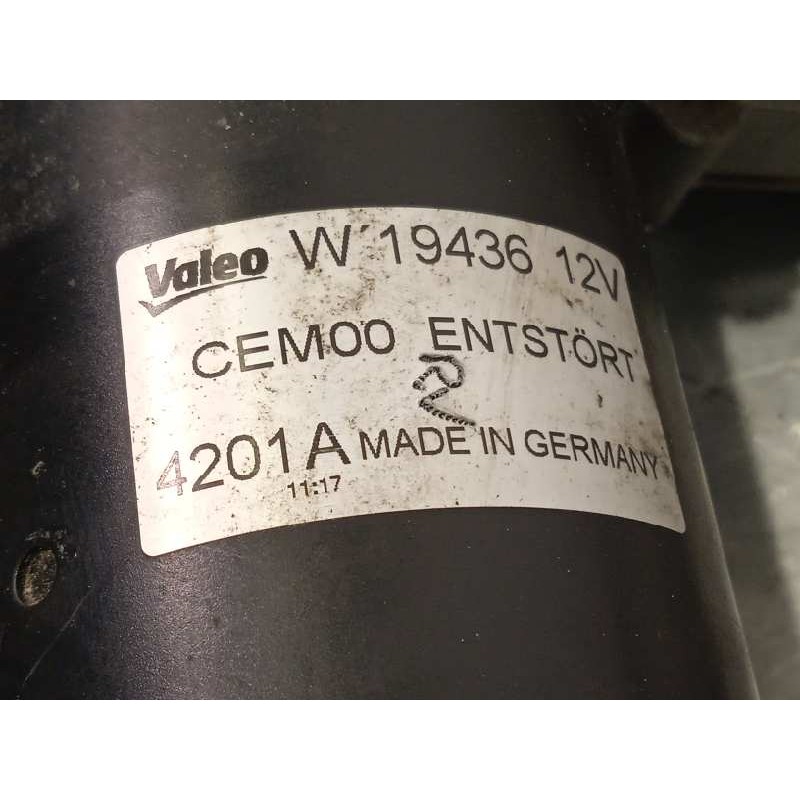 Valeo W 19436 12V
CEM00 ENTSTÖRT
4201A MADE IN GERMANY
11:17